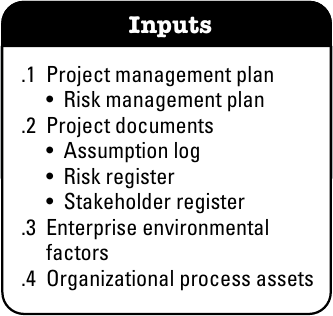 Inputs
.1 Project management plan
• Risk management plan
.2 Project documents
• Assumption log
• Risk register
• Stakeholder register
.3 Enterprise environmental
factors
.4 Organizational process assets